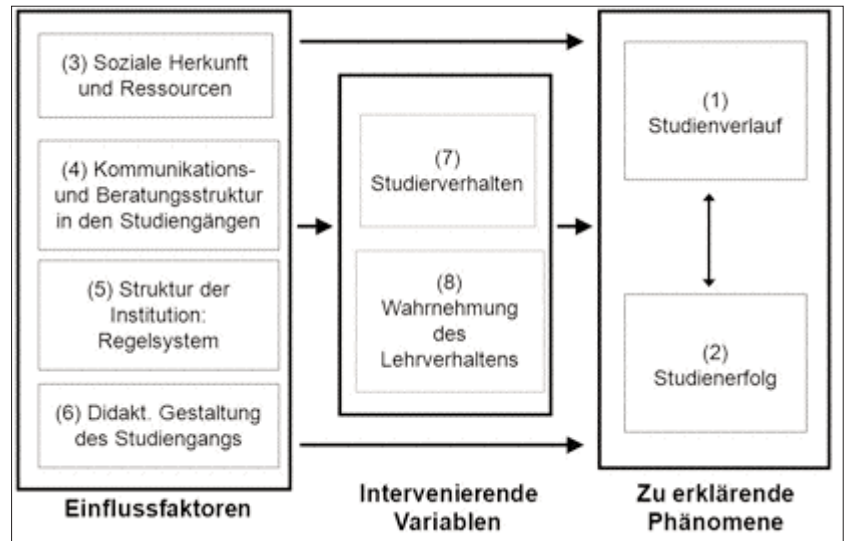 (3) Soziale Herkunft
und Ressourcen
(4) Kommunikations-
und Beratungsstruktur
in den Studiengängen
(5) Struktur der
Institution:
Regelsystem
(6) Didakt. Gestaltung
des Studiengangs
Einflussfaktoren
(7)
Studierverhalten
(8)
Wahrnehmung
des
Lehrverhaltens
Intervenierende
Variablen
(1)
Studienverlauf
(2)
Studienerfolg
Zu erklärende
Phänomene